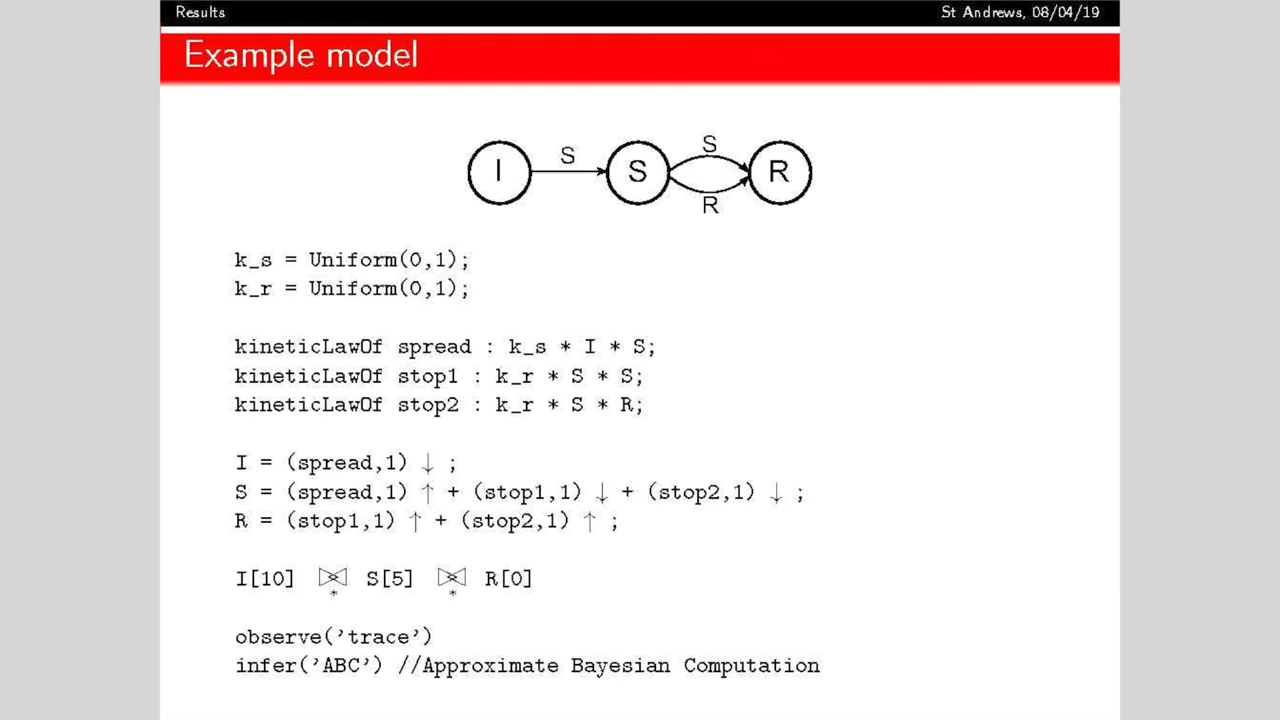 Results St Andrews, 08/04/19
Example model
S S
I S R
R
k_s = Uniform(0,1);
k_r = Uniform(0,1);
kineticLawOf spread : k_s * I * S;
kineticLawOf stop1 : k_r * S * S;
kineticLawOf stop2 : k_r * S * R;
I = (spread,1) ↓ ;
S = (spread,1) ↑ + (stop1,1) ↓ + (stop2,1) ↓ ;
R = (stop1,1) ↑ + (stop2,1) ↑ ;
I[10] ⋈* S[5] ⋈* R[0]
observe('trace')
infer('ABC') //Approximate Bayesian Computation